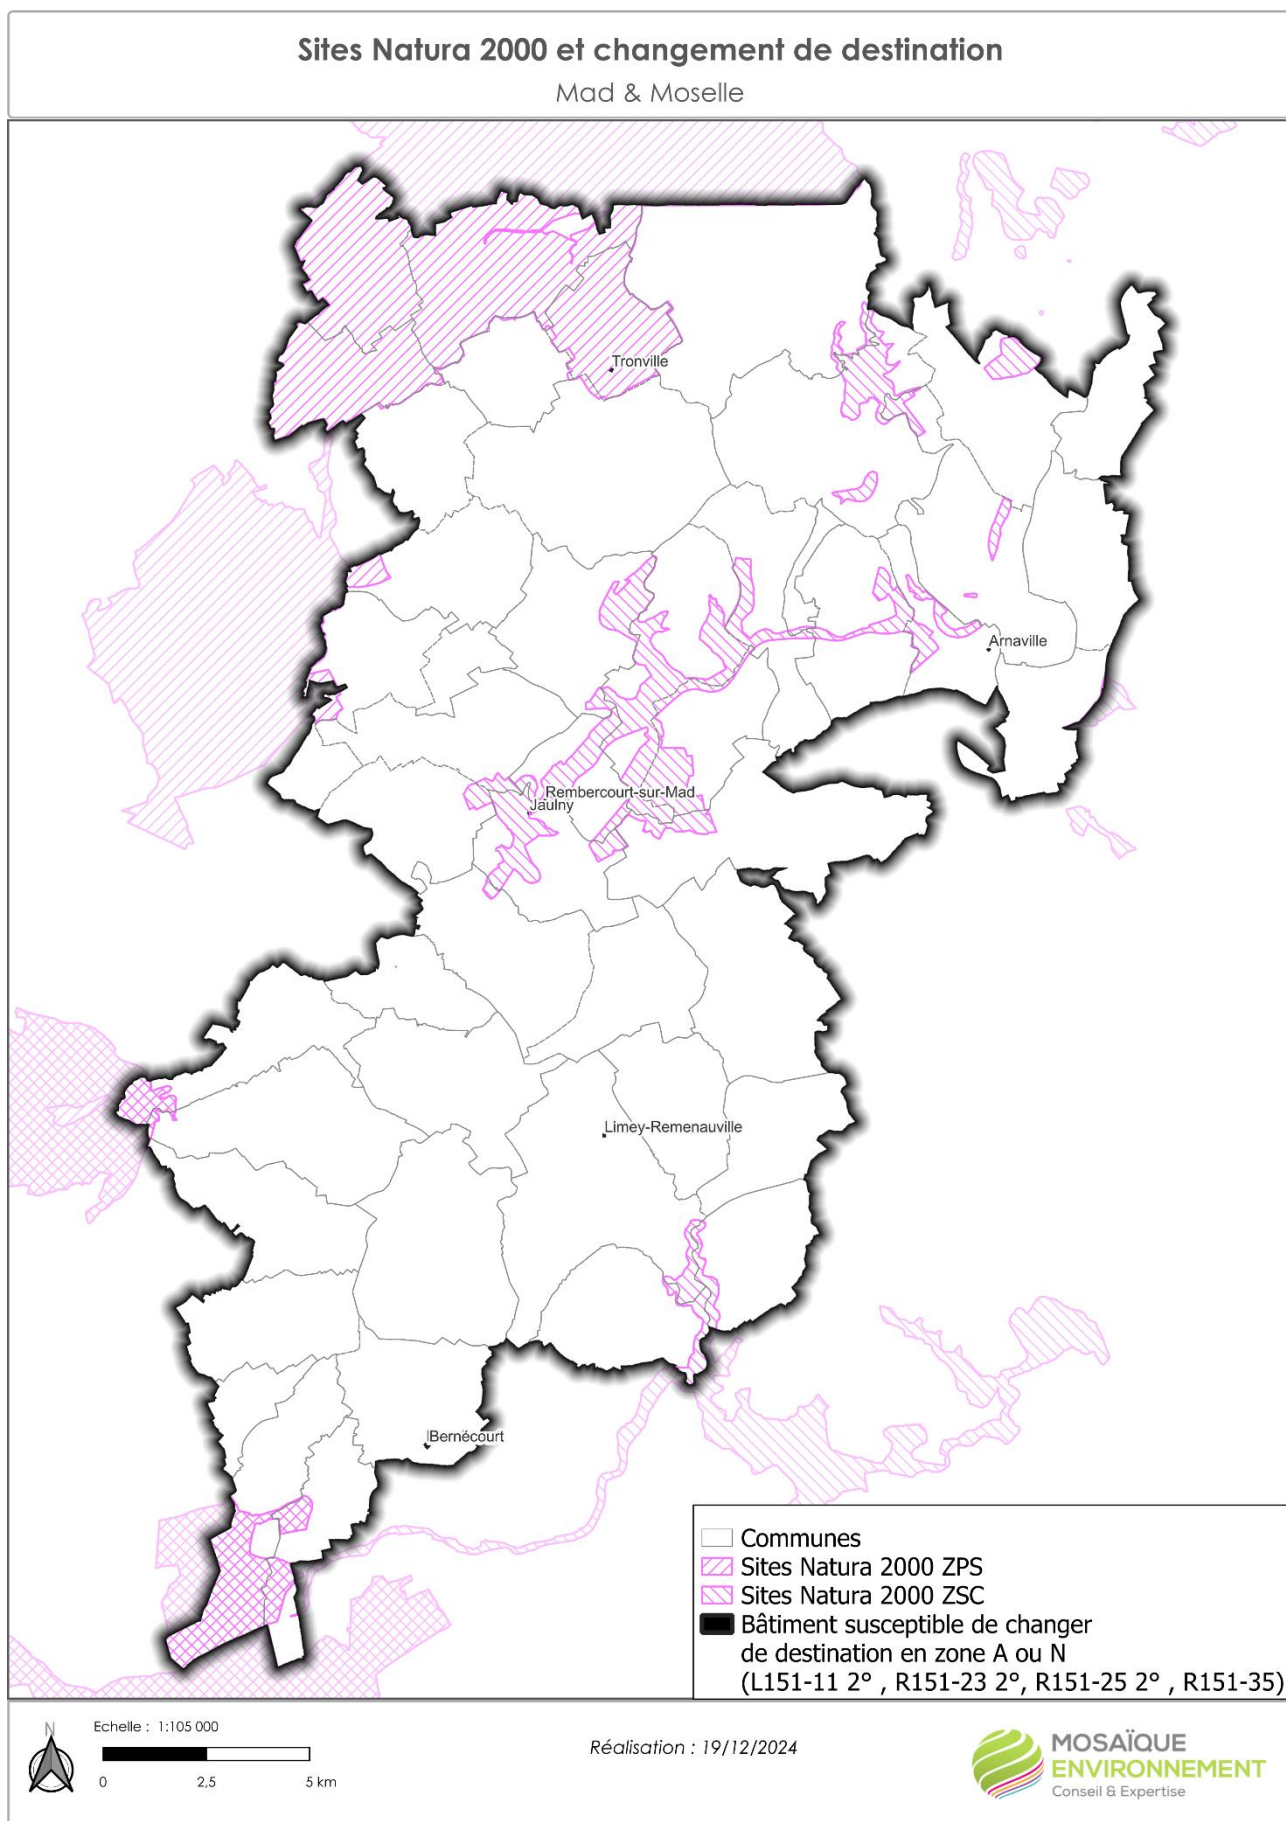 Sites Natura 2000 et changement de destination
Mad & Moselle
Tronville
Arnaville
Rembercourt-sur-Mad
Jaulny
Limey-Remenauville
Bernécourt
Communes
Sites Natura 2000 ZPS
Sites Natura 2000 ZSC
Bâtiment susceptible de changer
de destination en zone A ou N
(L151-11 2° , R151-23 2°, R151-25 2° , R151-35)
N
Echelle : 1:105 000
0 2,5 5 km
Réalisation : 19/12/2024
MOSAÏQUE
ENVIRONNEMENT
Conseil & Expertise